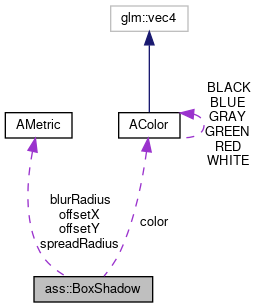 glm::vec4
AMetric
AColor
BLACK
BLUE
GRAY
GREEN
RED
WHITE
blurRadius
offsetX
offsetY
spreadRadius
color
ass::BoxShadow